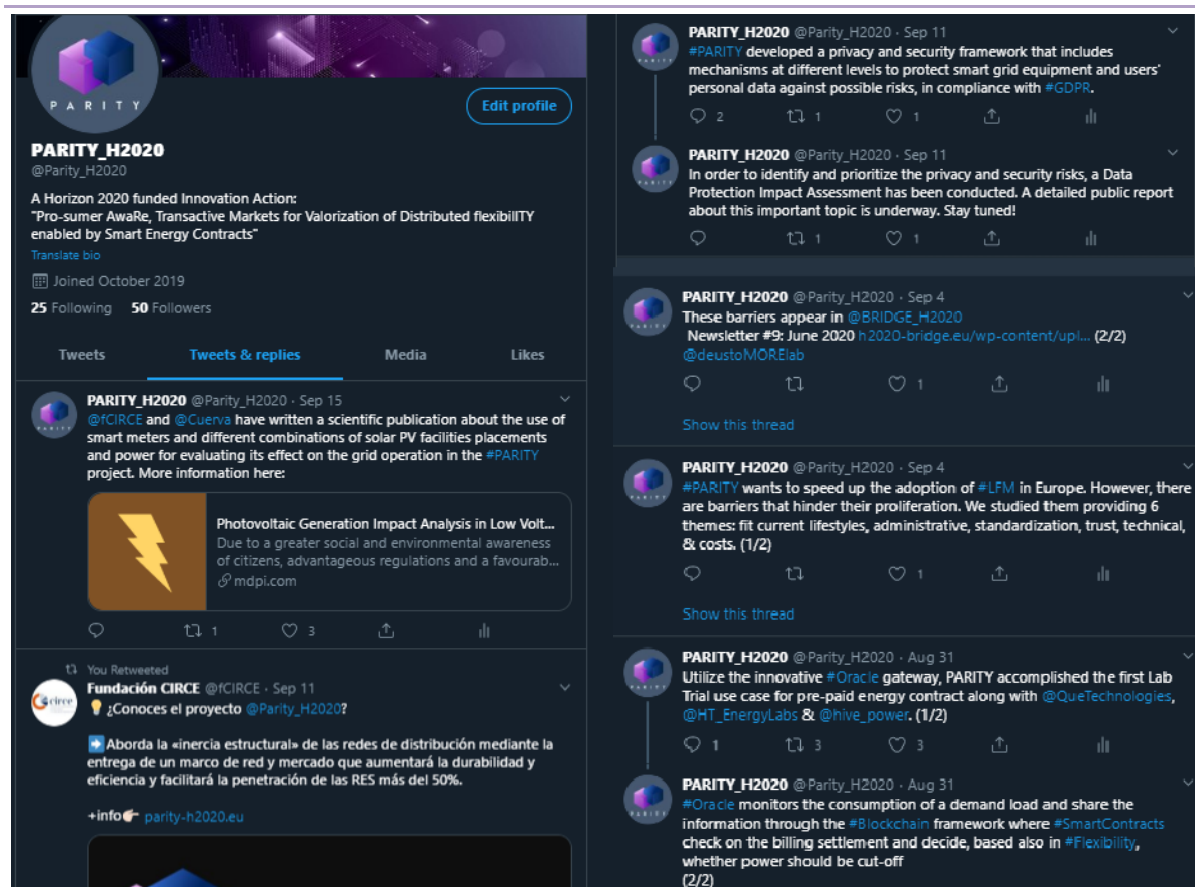 PARITY
Edit profile
PARITY_H2020
@Parity_H2020
A Horizon 2020 funded Innovation Action:
"Pro-sumer AwaRe, Transactive Markets for Valorization of Distributed flexibilITY
enabled by Smart Energy Contracts"
Translate bio
Joined October 2019
25 Following 50 Followers
Tweets Tweets & replies Media Likes
PARITY_H2020 @Parity_H2020 · Sep 15
@fCIRCE and @Cuerva have written a scientific publication about the use of
smart meters and different combinations of solar PV facilities placements
and power for evaluating its effect on the grid operation in the #PARITY
project. More information here:
Photovoltaic Generation Impact Analysis in Low Volt...
Due to a greater social and environmental awareness
of citizens, advantageous regulations and a favourab...
mdpi.com
1 3
You Retweeted
Fundación CIRCE @fCIRCE · Sep 11
¿Conoces el proyecto @Parity_H2020?
Aborda la «inercia estructural» de las redes de distribución mediante la
entrega de un marco de red y mercado que aumentará la durabilidad y
eficiencia y facilitará la penetración de las RES más del 50%.
+info parity-h2020.eu
circe
PARITY_H2020 @Parity_H2020 · Sep 11
#PARITY developed a privacy and security framework that includes
mechanisms at different levels to protect smart grid equipment and users'
personal data against possible risks, in compliance with #GDPR.
2 1 1
PARITY_H2020 @Parity_H2020 · Sep 11
In order to identify and prioritize the privacy and security risks, a Data
Protection Impact Assessment has been conducted. A detailed public report
about this important topic is underway. Stay tuned!
1 1
PARITY_H2020 @Parity_H2020 · Sep 4
These barriers appear in @BRIDGE_H2020
Newsletter #9: June 2020 h2020-bridge.eu/wp-content/upl... (2/2)
@deustoMORElab
1
Show this thread
PARITY_H2020 @Parity_H2020 · Sep 4
#PARITY wants to speed up the adoption of #LFM in Europe. However, there
are barriers that hinder their proliferation. We studied them providing 6
themes: fit current lifestyles, administrative, standardization, trust, technical,
& costs. (1/2)
1
Show this thread
PARITY_H2020 @Parity_H2020 · Aug 31
Utilize the innovative #Oracle gateway, PARITY accomplished the first Lab
Trial use case for pre-paid energy contract along with @QueTechnologies,
@HT_EnergyLabs & @hive_power. (1/2)
1 3 3
PARITY_H2020 @Parity_H2020 · Aug 31
#Oracle monitors the consumption of a demand load and share the
information through the #Blockchain framework where #SmartContracts
check on the billing settlement and decide, based also in #Flexibility,
whether power should be cut-off
(2/2)